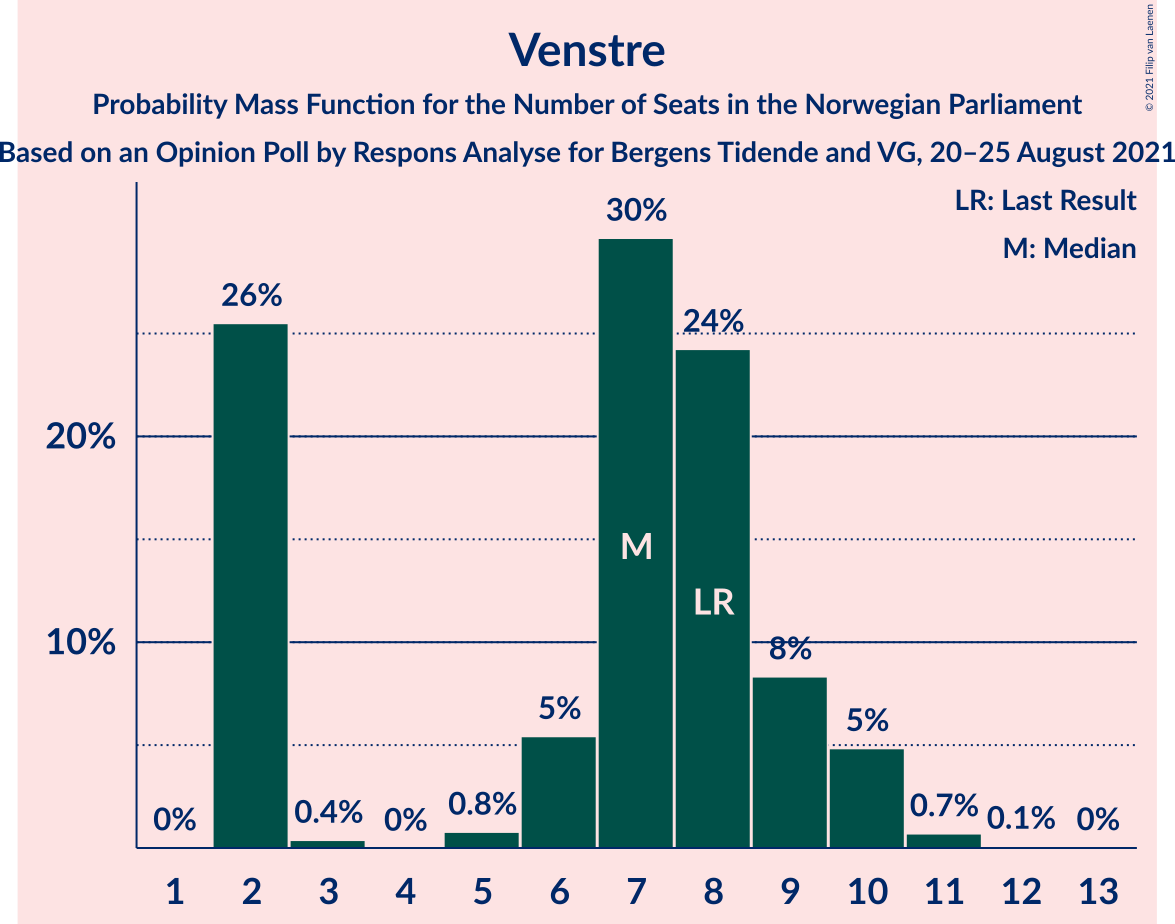 Venstre
Probability Mass Function for the Number of Seats in the Norwegian Parliament
Based on an Opinion Poll by Respons Analyse for Bergens Tidende and VG, 20–25 August 2021
© 2021 Filip van Laenen
LR: Last Result
M: Median
30%
26%
24%
20%
M
LR
10%
8%
5%
5%
0%
0.4%
0%
0.8%
0.7%
0.1%
0%
1 2 3 4 5 6 7 8 9 10 11 12 13